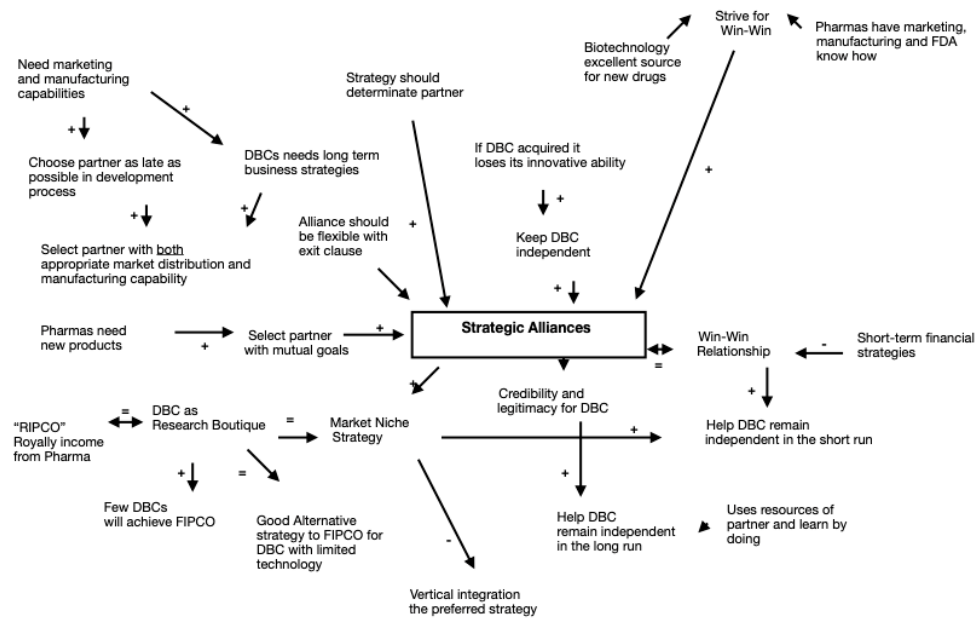 Strive for
Win-Win
Pharmas have marketing,
manufacturing and FDA
know how
Biotechnology
excellent source
for new drugs
Need marketing
and manufacturing
capabilities
Strategy should
determinate partner
+
+
Choose partner as late as
possible in development
process
DBCs needs long term
business strategies
If DBC acquired it
loses its innovative ability
+
+
+
+
Alliance should
be flexible with
exit clause
+
Keep DBC
independent
Select partner with both
appropriate market distribution and
manufacturing capability
+
Strategic Alliances
Pharmas need
new products
+
Select partner
with mutual goals
+
Win-Win
Relationship
=
-
Short-term financial
strategies
+
Credibility and
legitimacy for DBC
+
"RIPCO"
Royally income
from Pharma
=
DBC as
Research Boutique
=
Market Niche
Strategy
+
Help DBC remain
independent in the short run
+
=
+
Few DBCs
will achieve FIPCO
Good Alternative
strategy to FIPCO for
DBC with limited
technology
-
Help DBC
remain independent
in the long run
Uses resources of
partner and learn by
doing
Vertical integration
the preferred strategy